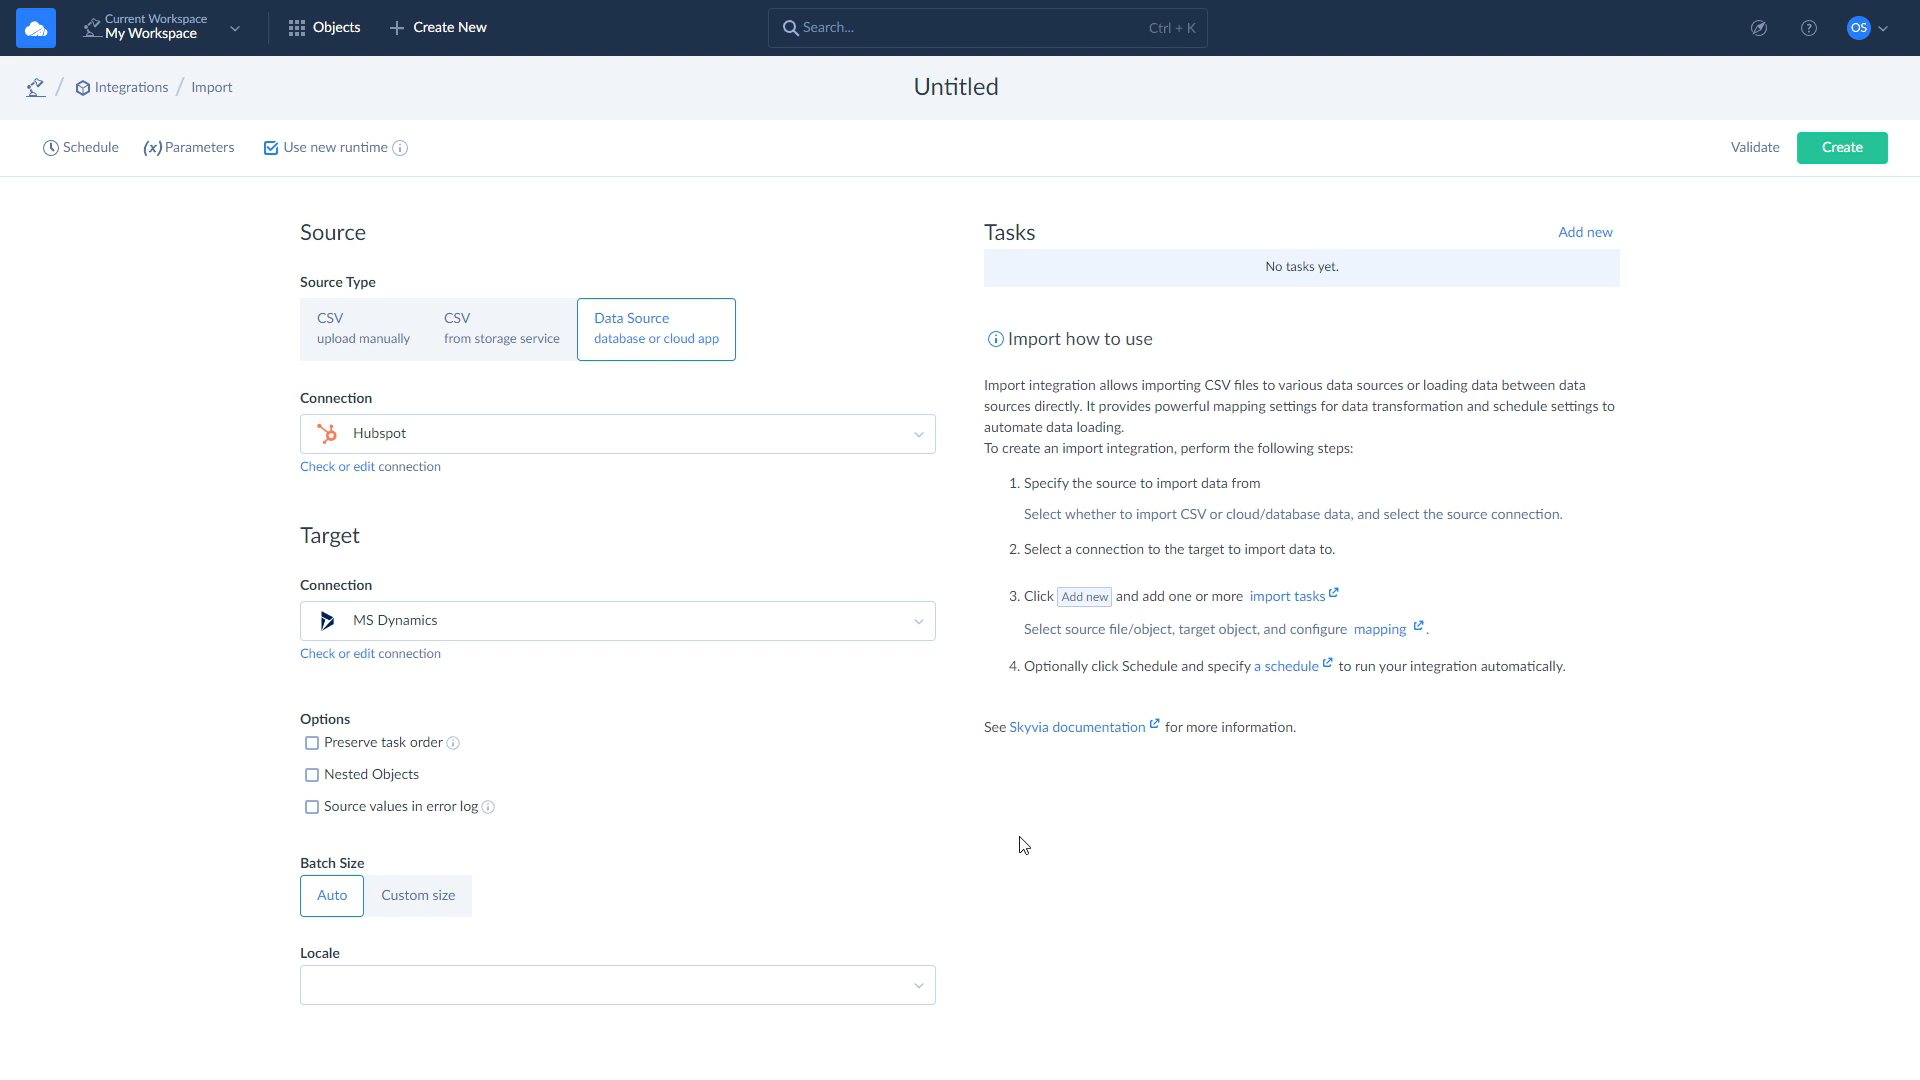 Current Workspace
My Workspace
Objects
Create New
Search...
Ctrl + K
OS
/ Integrations / Import
Untitled
Schedule
(x) Parameters
Use new runtime
Validate
Create
Source
Source Type
CSV
upload manually
CSV
from storage service
Data Source
database or cloud app
Connection
Hubspot
Check or edit connection
Target
Connection
MS Dynamics
Check or edit connection
Options
Preserve task order
Nested Objects
Source values in error log
Batch Size
Auto
Custom size
Locale
Tasks
Add new
No tasks yet.
Import how to use
Import integration allows importing CSV files to various data sources or loading data between data
sources directly. It provides powerful mapping settings for data transformation and schedule settings to
automate data loading.
To create an import integration, perform the following steps:
1. Specify the source to import data from
Select whether to import CSV or cloud/database data, and select the source connection.
2. Select a connection to the target to import data to.
3. Click Add new and add one or more import tasks
Select source file/object, target object, and configure mapping .
4. Optionally click Schedule and specify a schedule to run your integration automatically.
See Skyvia documentation for more information.